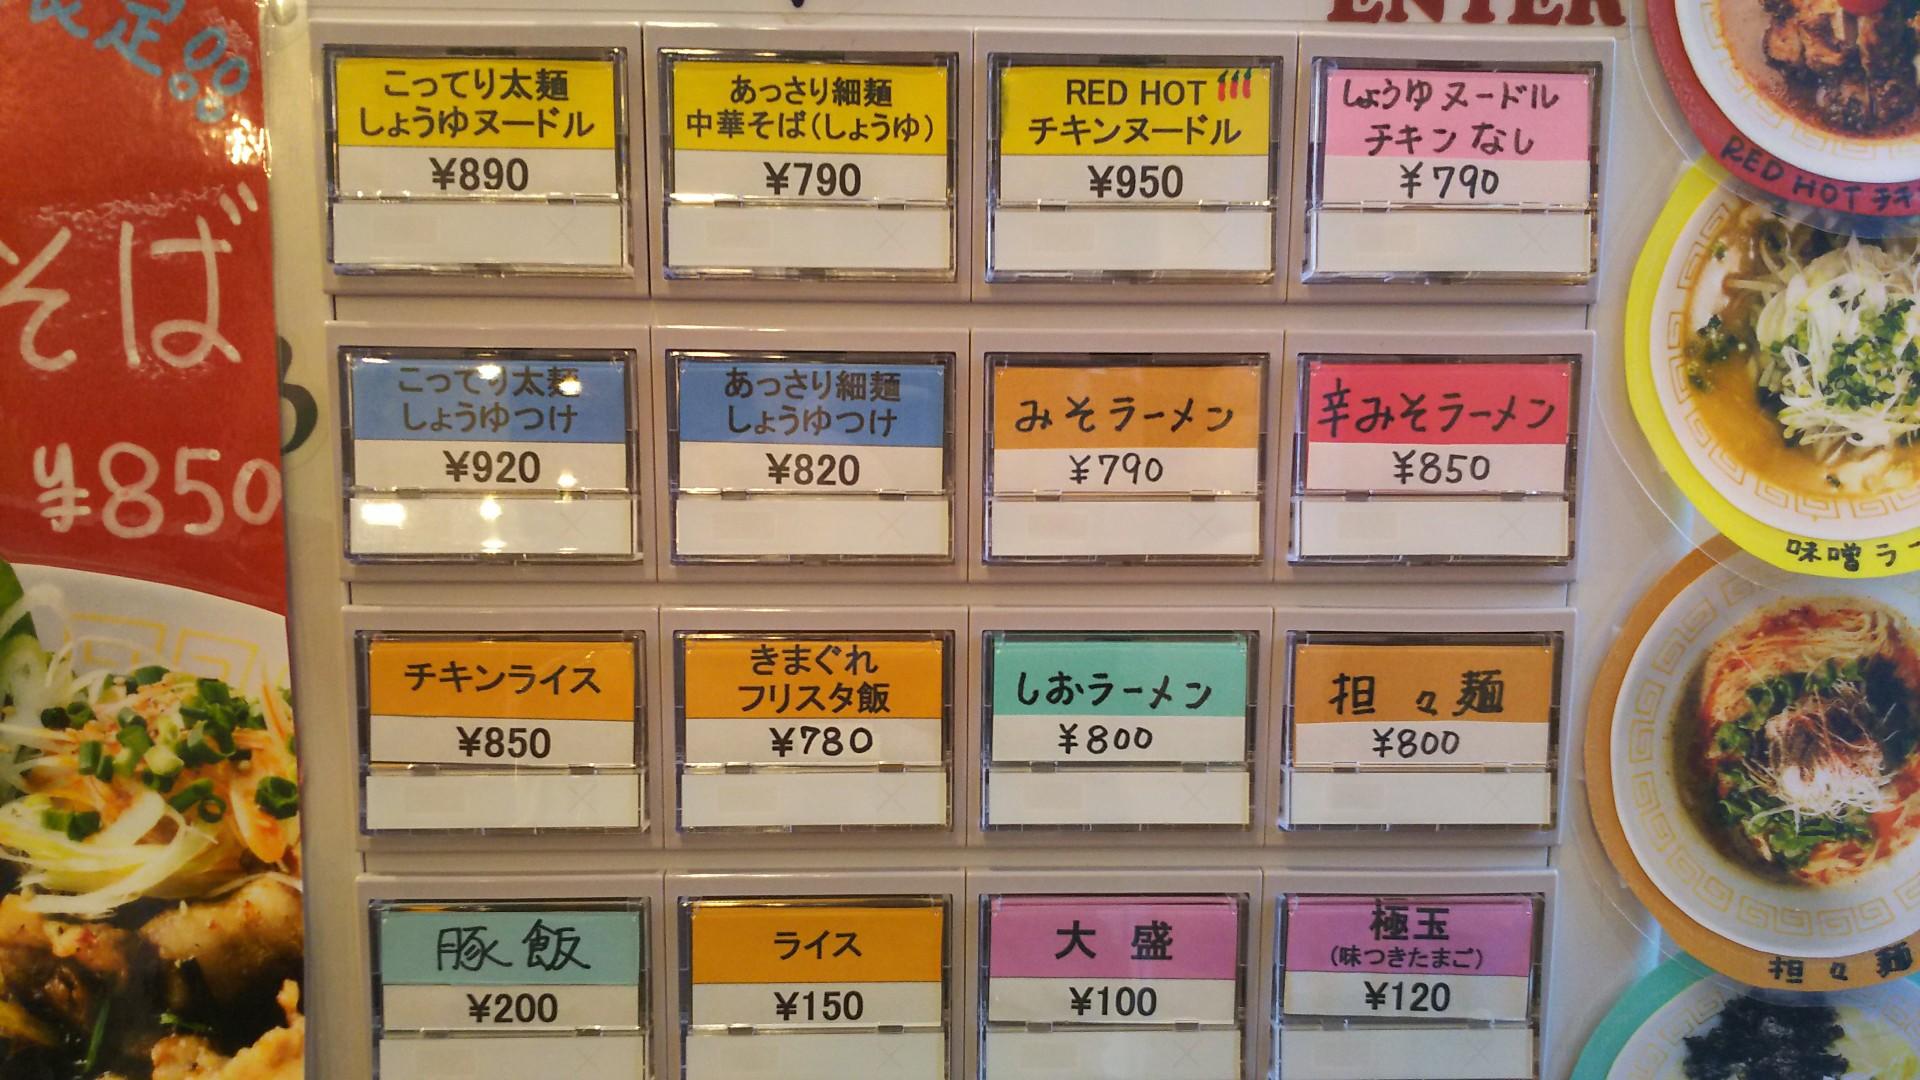 ENTER
そば
¥850
こってり太麺
しょうゆヌードル
¥890
あっさり細麺
中華そば(しょうゆ)
¥790
RED HOT
チキンヌードル
¥950
しょうゆヌードル
チキンなし
¥790
こってり太麺
しょうゆつけ
¥920
あっさり細麺
しょうゆつけ
¥820
みそラーメン
¥790
辛みそラーメン
¥850
チキンライス
¥850
きまぐれ
フリスタ飯
¥780
しおラーメン
¥800
担々麺
¥800
豚飯
¥200
ライス
¥150
大盛
¥100
極玉
(味つきたまご)
¥120
RED HOT チキ
味噌ラー
担々麺